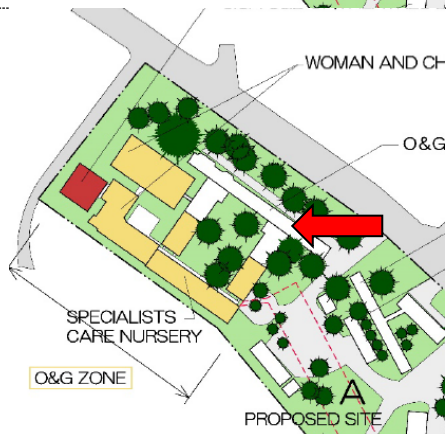 WOMAN AND CH
O&G
SPECIALISTS
CARE NURSERY
O&G ZONE
A
PROPOSED SITE